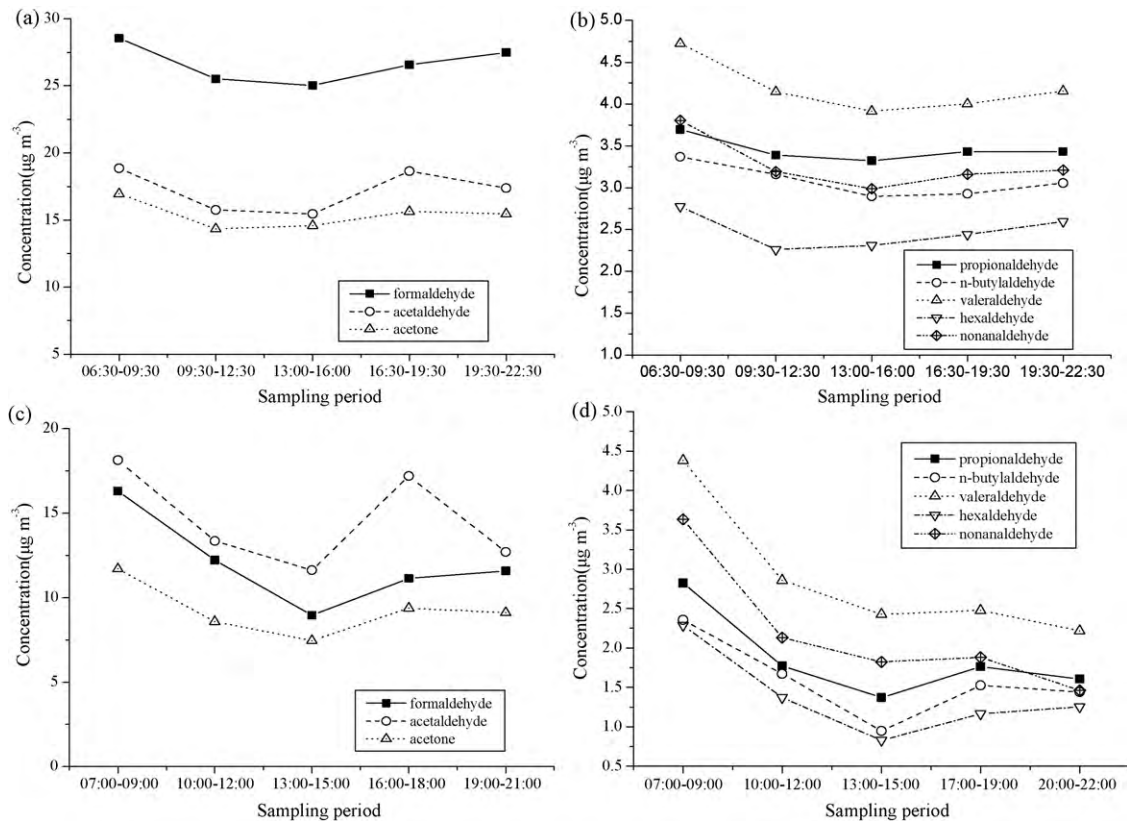 (a)
30
25
20
15
10
5
Concentration(μg m⁻³)
formaldehyde
acetaldehyde
acetone
06:30-09:30 09:30-12:30 13:00-16:00 16:30-19:30 19:30-22:30
Sampling period
(b)
5.0
4.5
4.0
3.5
3.0
2.5
2.0
1.5
1.0
Concentration(μg m⁻³)
propionaldehyde
n-butylaldehyde
valeraldehyde
hexaldehyde
nonanaldehyde
06:30-09:30 09:30-12:30 13:00-16:00 16:30-19:30 19:30-22:30
Sampling period
(c)
20
15
10
5
0
Concentration(μg m⁻³)
formaldehyde
acetaldehyde
acetone
07:00-09:00 10:00-12:00 13:00-15:00 16:00-18:00 19:00-21:00
Sampling period
(d)
5.0
4.5
4.0
3.5
3.0
2.5
2.0
1.5
1.0
0.5
Concentration(μg m⁻³)
propionaldehyde
n-butylaldehyde
valeraldehyde
hexaldehyde
nonanaldehyde
07:00-09:00 10:00-12:00 13:00-15:00 17:00-19:00 20:00-22:00
Sampling period